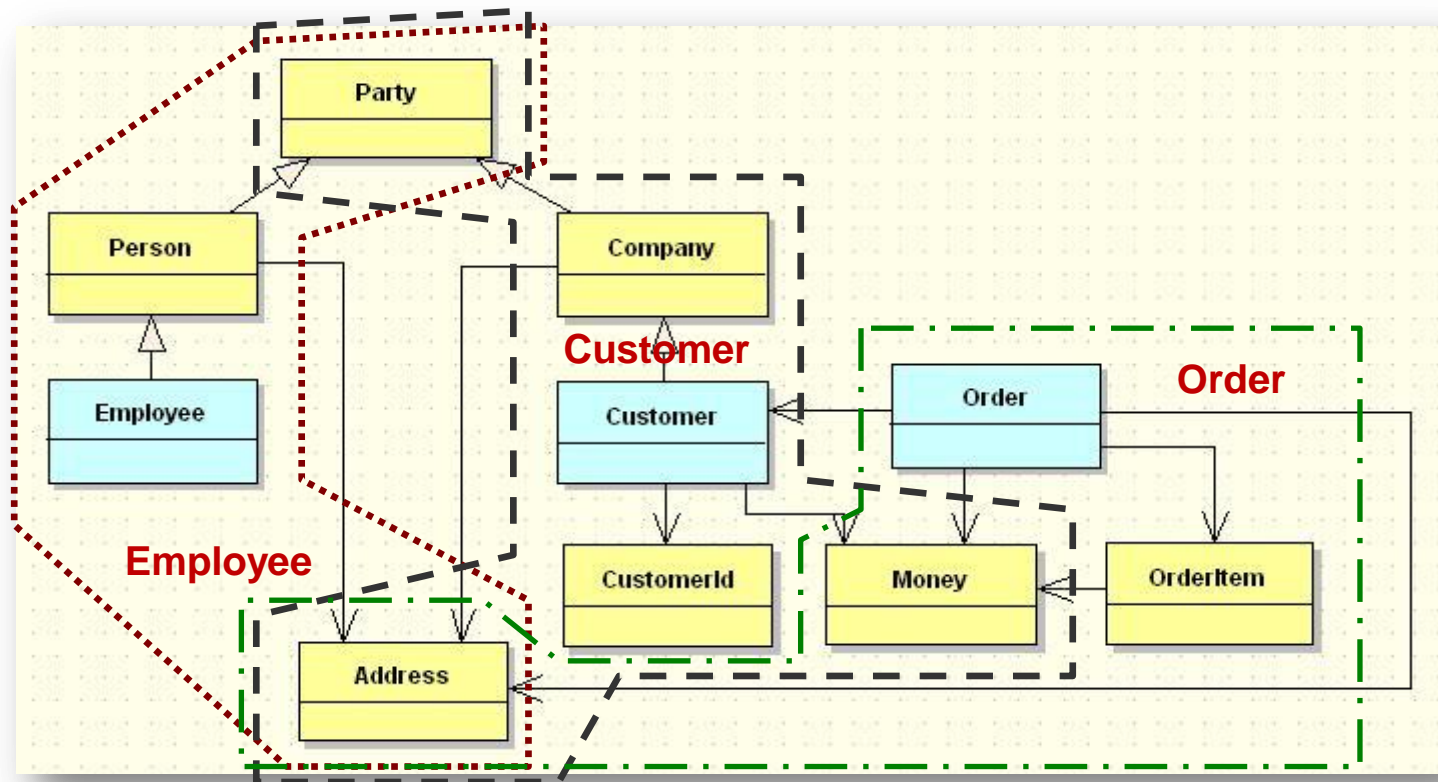 Party
Person
Company
Customer
Employee
Customer
Order
Order
Employee
CustomerId
Money
OrderItem
Address